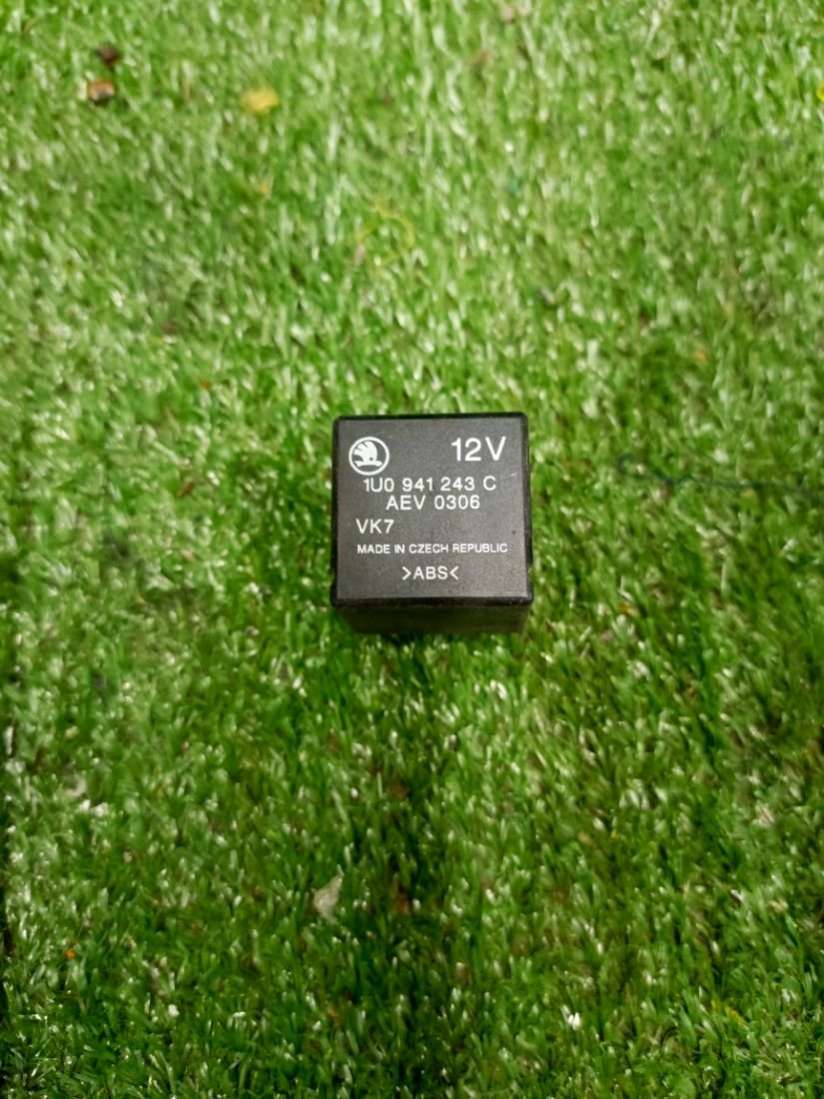 12V
1U0 941 243 C
AEV 0306
VK7
MADE IN CZECH REPUBLIC
>ABS<